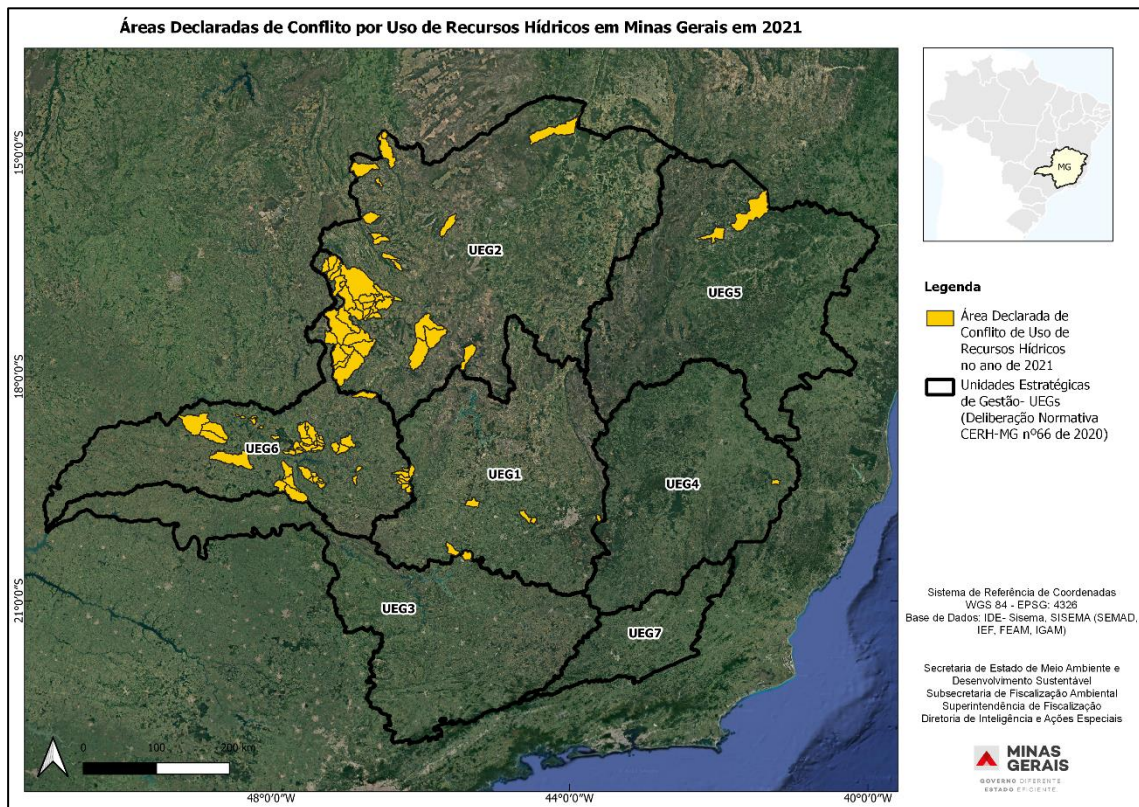 Áreas Declaradas de Conflito por Uso de Recursos Hídricos em Minas Gerais em 2021
15°0'0"S
18°0'0"S
21°0'0"S
UEG2
UEG5
UEG6
UEG1
UEG4
UEG3
UEG7
0 100 200 km
48°0'0"W
44°0'0"W
40°0'0"W
MG
Legenda
Área Declarada de
Conflito de Uso de
Recursos Hídricos
no ano de 2021
Unidades Estratégicas
de Gestão- UEGs
(Deliberação Normativa
CERH-MG nº66 de 2020)
Sistema de Referência de Coordenadas
WGS 84 - EPSG: 4326
Base de Dados: IDE- Sisema, SISEMA (SEMAD,
IEF, FEAM, IGAM)
Secretaria de Estado de Meio Ambiente e
Desenvolvimento Sustentável
Subsecretaria de Fiscalização Ambiental
Superintendência de Fiscalização
Diretoria de Inteligência e Ações Especiais
MINAS
GERAIS
GOVERNO DIFERENTE.
ESTADO EFICIENTE.